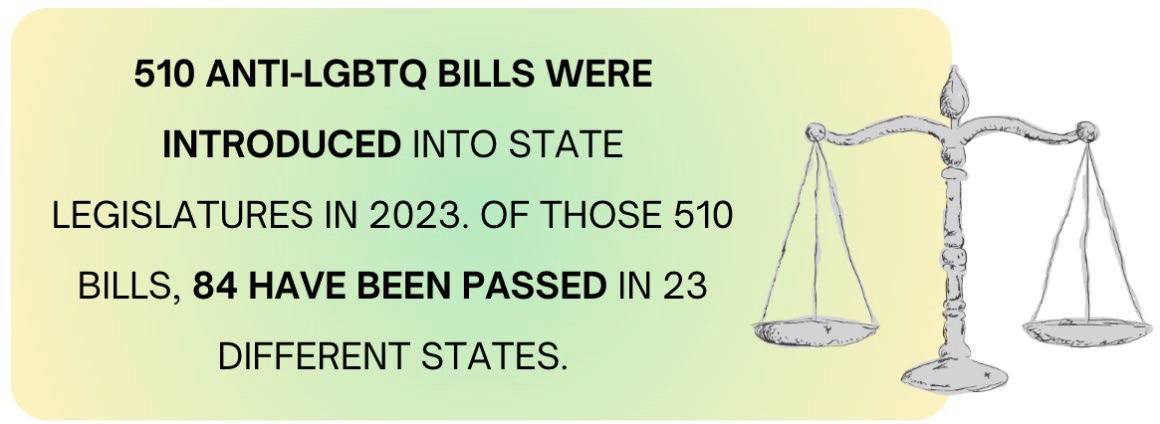 510 ANTI-LGBTQ BILLS WERE
INTRODUCED INTO STATE
LEGISLATURES IN 2023. OF THOSE 510
BILLS, 84 HAVE BEEN PASSED IN 23
DIFFERENT STATES.